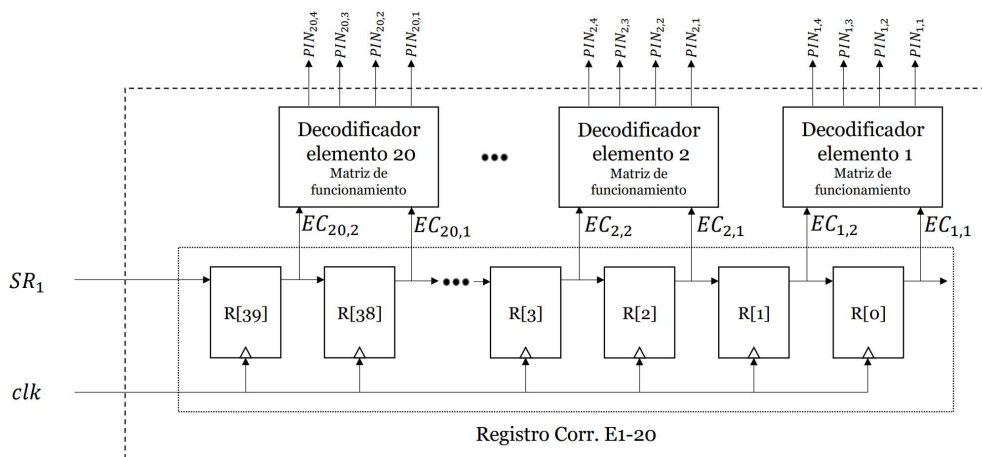 PIN20,4
PIN20,3
PIN20,2
PIN20,1
PIN2,4
PIN2,3
PIN2,2
PIN2,1
PIN1,4
PIN1,3
PIN1,2
PIN1,1
Decodificador
elemento 20
Matriz de
funcionamiento
Decodificador
elemento 2
Matriz de
funcionamiento
Decodificador
elemento 1
Matriz de
funcionamiento
EC20,2
EC20,1
EC2,2
EC2,1
EC1,2
EC1,1
SR1
R[39]
R[38]
R[3]
R[2]
R[1]
R[0]
clk
Registro Corr. E1-20